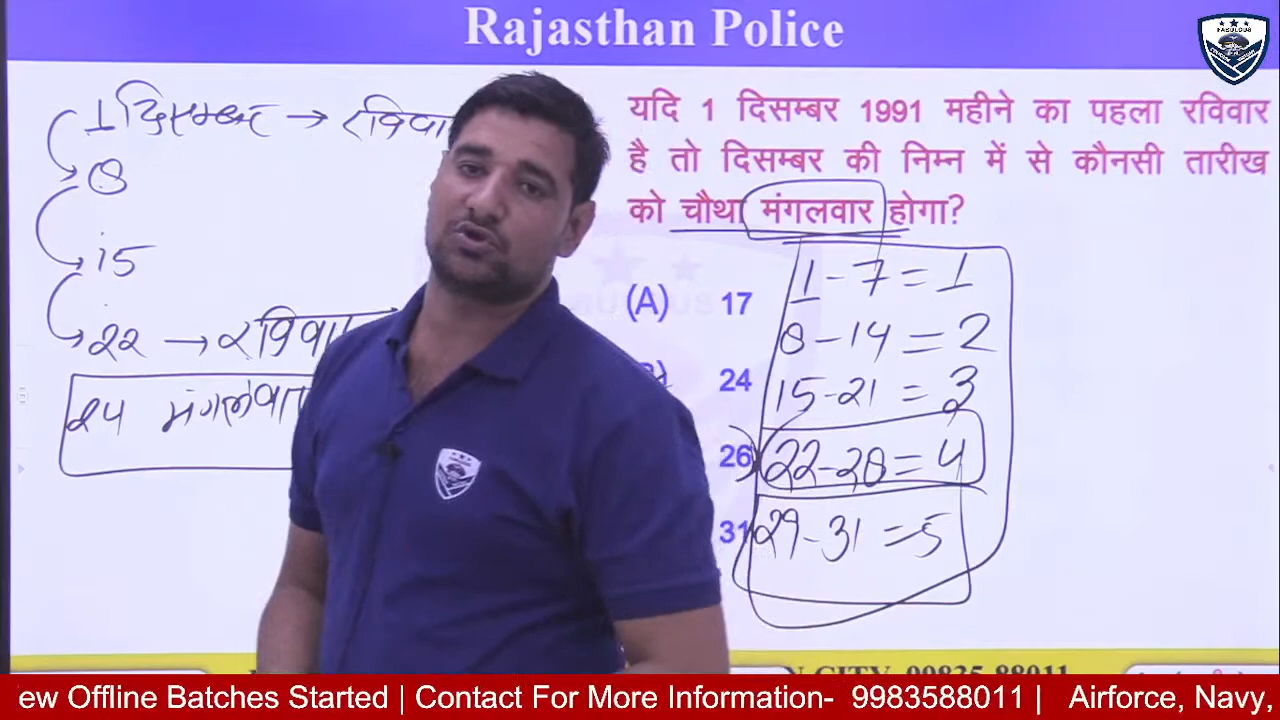 Rajasthan Police
FABULOUS
1 दिसम्बर → रविवा
8
15
22 →
24
यदि 1 दिसम्बर 1991 महीने का पहला रविवार
है तो दिसम्बर की निम्न में से कौनसी तारीख
को चौथा मंगलवार होगा?
(A) 17
24
26
31
1-7=1
8-14=2
15-21=3
22-28=4
29-31=5
ew Offline Batches Started | Contact For More Information- 9983588011 | Airforce, Navy,